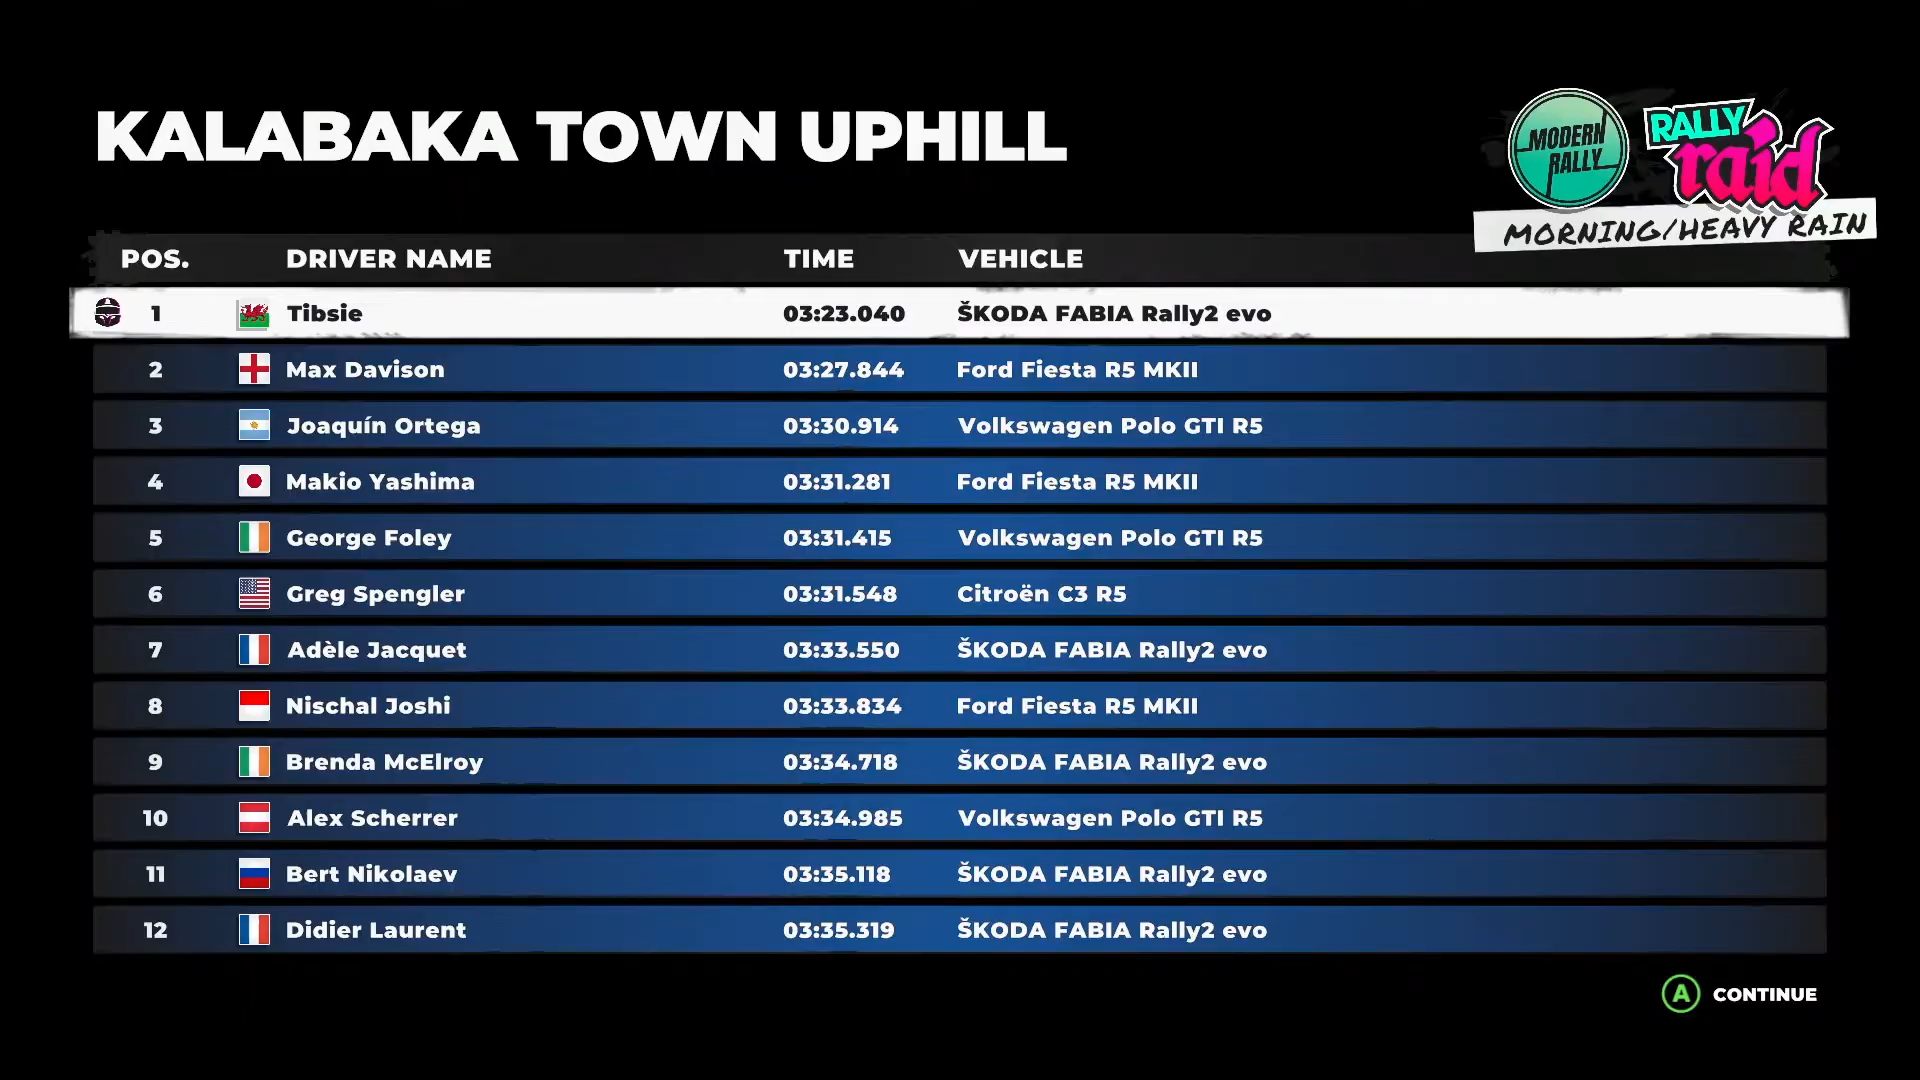 KALABAKA TOWN UPHILL
MODERN
RALLY
RALLY
raid
MORNING/HEAVY RAIN
POS. DRIVER NAME TIME VEHICLE
1 Tibsie 03:23.040 ŠKODA FABIA Rally2 evo
2 Max Davison 03:27.844 Ford Fiesta R5 MKII
3 Joaquín Ortega 03:30.914 Volkswagen Polo GTI R5
4 Makio Yashima 03:31.281 Ford Fiesta R5 MKII
5 George Foley 03:31.415 Volkswagen Polo GTI R5
6 Greg Spengler 03:31.548 Citroën C3 R5
7 Adèle Jacquet 03:33.550 ŠKODA FABIA Rally2 evo
8 Nischal Joshi 03:33.834 Ford Fiesta R5 MKII
9 Brenda McElroy 03:34.718 ŠKODA FABIA Rally2 evo
10 Alex Scherrer 03:34.985 Volkswagen Polo GTI R5
11 Bert Nikolaev 03:35.118 ŠKODA FABIA Rally2 evo
12 Didier Laurent 03:35.319 ŠKODA FABIA Rally2 evo
A CONTINUE